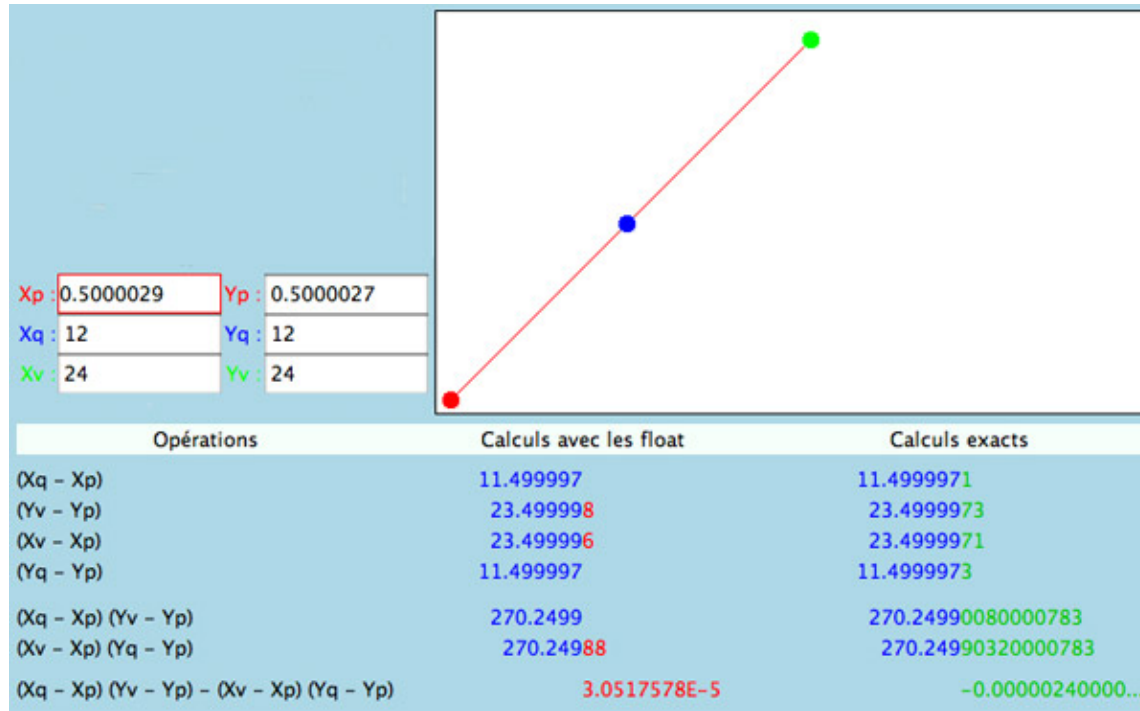 Xp : 0.5000029 Yp : 0.5000027
Xq : 12 Yq : 12
Xv : 24 Yv : 24
Opérations Calculs avec les float Calculs exacts
(Xq – Xp) 11.499997 11.4999971
(Yv – Yp) 23.499998 23.4999973
(Xv – Xp) 23.499996 23.4999971
(Yq – Yp) 11.499997 11.4999973
(Xq – Xp) (Yv – Yp) 270.2499 270.24990080000783
(Xv – Xp) (Yq – Yp) 270.24988 270.24990320000783
(Xq – Xp) (Yv – Yp) – (Xv – Xp) (Yq – Yp) 3.0517578E–5 –0.00000240000...